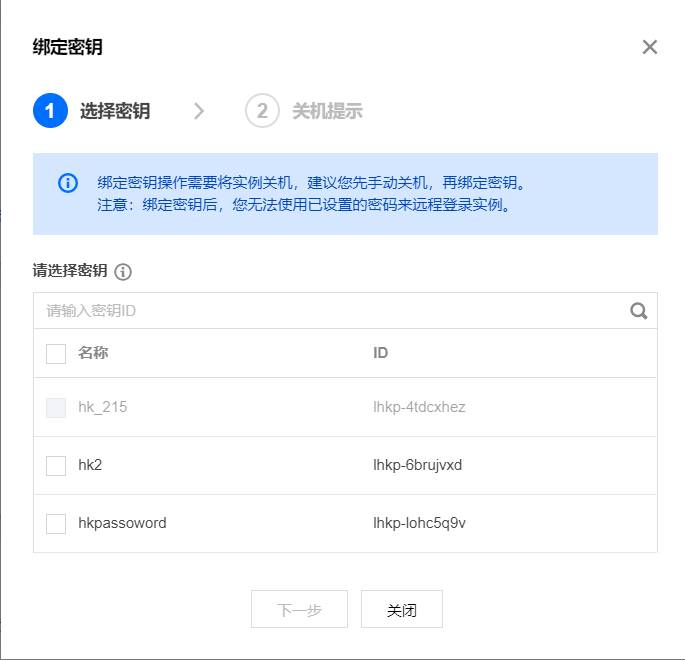 绑定密钥
1 选择密钥 2 关机提示
绑定密钥操作需要将实例关机，建议您先手动关机，再绑定密钥。
注意：绑定密钥后，您无法使用已设置的密码来远程登录实例。
请选择密钥
请输入密钥ID
名称 ID
hk_215 lhkp-4tdcxhez
hk2 lhkp-6brujvxd
hkpassoword lhkp-lohc5q9v
下一步 关闭